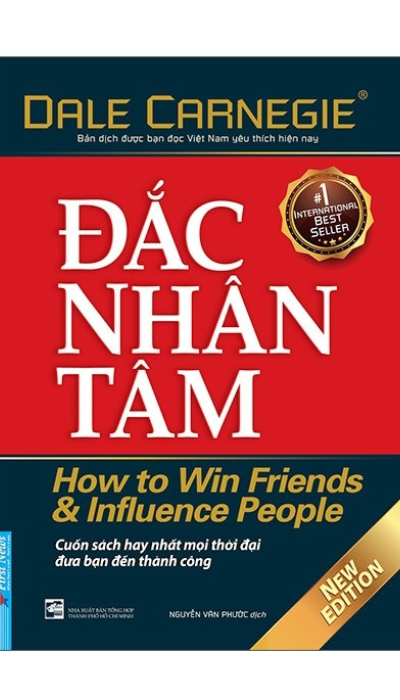 DALE CARNEGIE®
Bản dịch được bạn đọc Việt Nam yêu thích hiện nay
#1
INTERNATIONAL
BEST
SELLER
ĐẮC
NHÂN
TÂM
How to Win Friends
& Influence People
Cuốn sách hay nhất mọi thời đại
đưa bạn đến thành công
NEW
EDITION
First News
NHÀ XUẤT BẢN TỔNG HỢP
THÀNH PHỐ HỒ CHÍ MINH
NGUYỄN VĂN PHƯỚC dịch